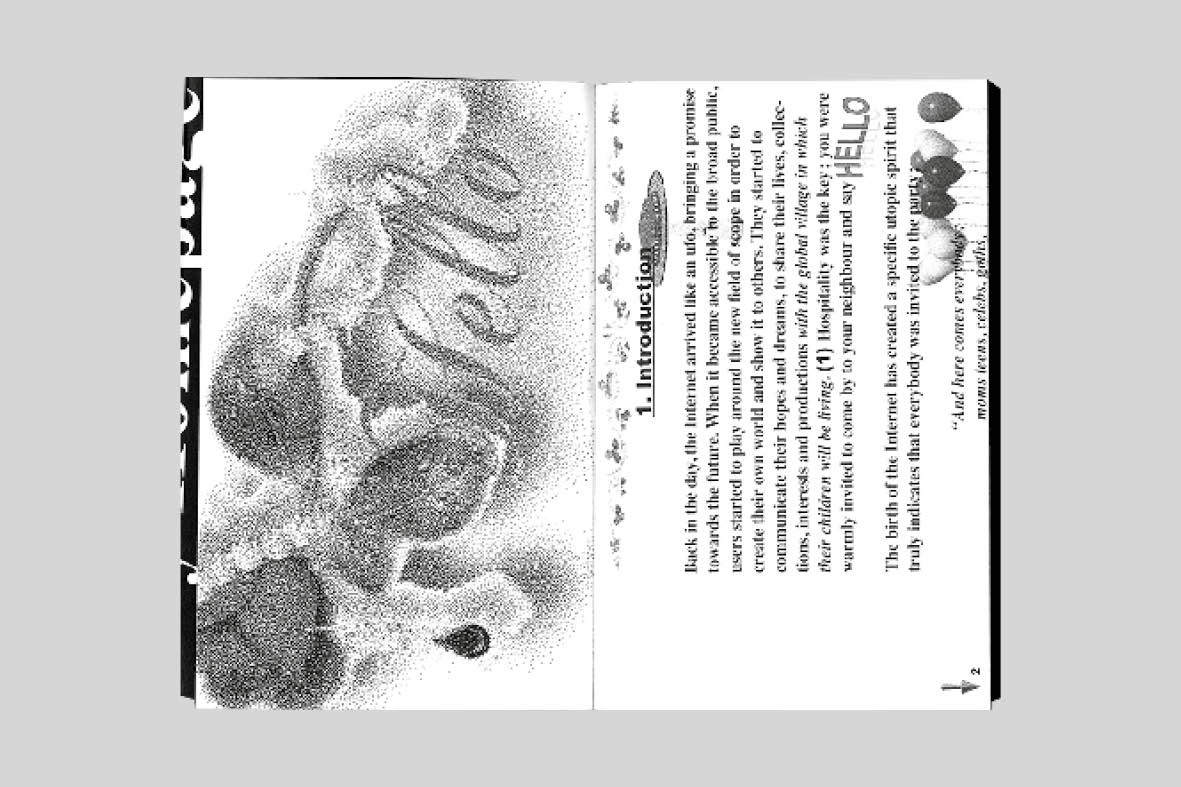 Hello
1. Introduction
Back in the day, the Internet arrived like an ufo, bringing a promise
towards the future. When it became accessible to the broad public,
users started to play around the new field of scope in order to
create their own world and show it to others. They started to
communicate their hopes and dreams, to share their lives, collec-
tions, interests and productions with the global village in which
their children will be living. (1) Hospitality was the key: you were
warmly invited to come by to your neighbour and say HELLO
The birth of the Internet has created a specific utopic spirit that
truly indicates that everybody was invited to the party:
"And here comes everybody:
moms teens, celebs, goths,
2